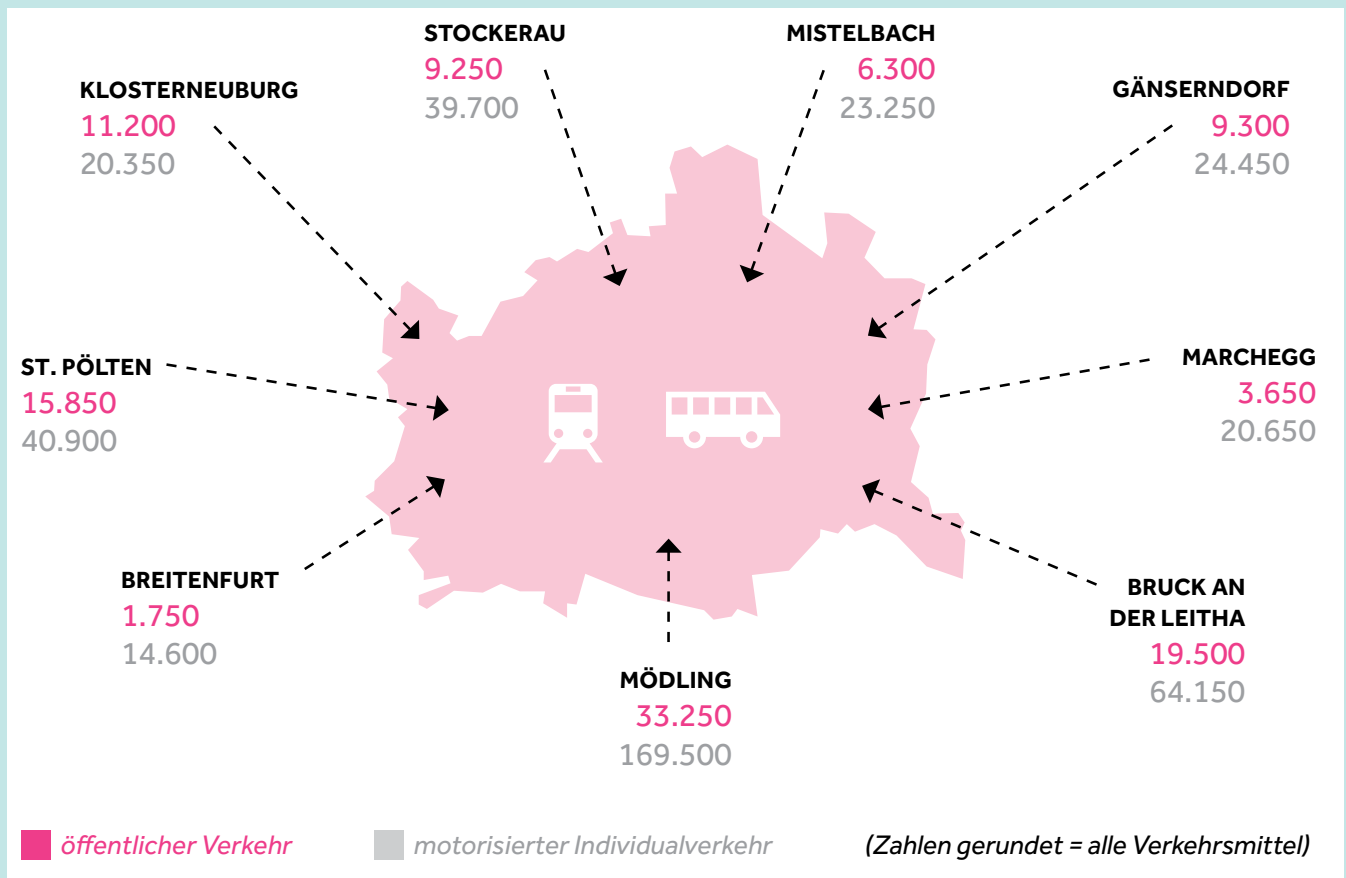 STOCKERAU
9.250
39.700
MISTELBACH
6.300
23.250
KLOSTERNEUBURG
11.200
20.350
GÄNSERNDORF
9.300
24.450
ST. PÖLTEN
15.850
40.900
MARCHEGG
3.650
20.650
BREITENFURT
1.750
14.600
BRUCK AN
DER LEITHA
19.500
64.150
MÖDLING
33.250
169.500
öffentlicher Verkehr
motorisierter Individualverkehr
(Zahlen gerundet = alle Verkehrsmittel)